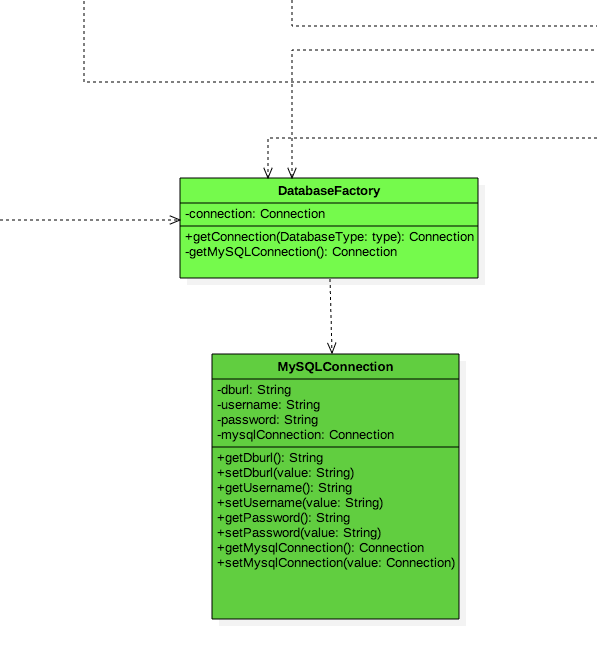 DatabaseFactory
-connection: Connection
+getConnection(DatabaseType: type): Connection
-getMySQLConnection(): Connection
MySQLConnection
-dburl: String
-username: String
-password: String
-mysqlConnection: Connection
+getDburl(): String
+setDburl(value: String)
+getUsername(): String
+setUsername(value: String)
+getPassword(): String
+setPassword(value: String)
+getMysqlConnection(): Connection
+setMysqlConnection(value: Connection)